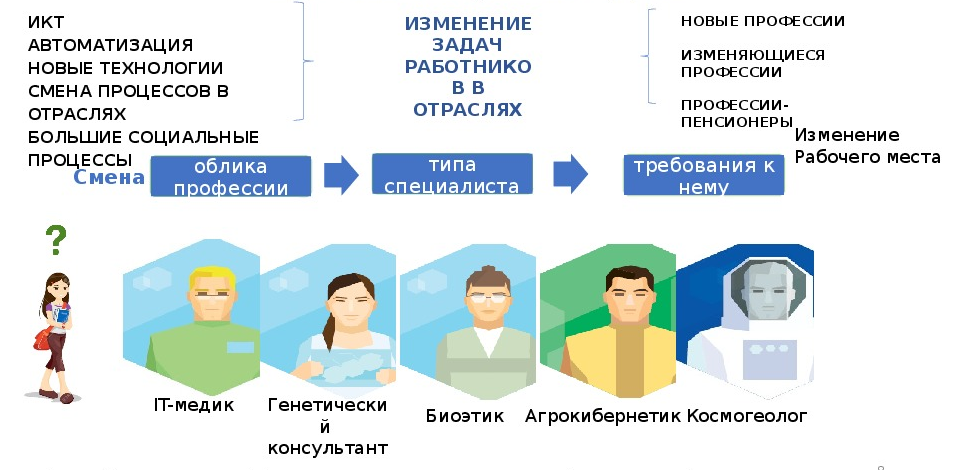 ИКТ
АВТОМАТИЗАЦИЯ
НОВЫЕ ТЕХНОЛОГИИ
СМЕНА ПРОЦЕССОВ В
ОТРАСЛЯХ
БОЛЬШИЕ СОЦИАЛЬНЫЕ
ПРОЦЕССЫ
ИЗМЕНЕНИЕ
ЗАДАЧ
РАБОТНИКО
В В
ОТРАСЛЯХ
НОВЫЕ ПРОФЕССИИ
ИЗМЕНЯЮЩИЕСЯ
ПРОФЕССИИ
ПРОФЕССИИ-
ПЕНСИОНЕРЫ
Изменение
Рабочего места
Смена
облика
профессии
типа
специалиста
требования к
нему
?
IT-медик
Генетически
й
консультант
Биоэтик
Агрокибернетик
Космогеолог